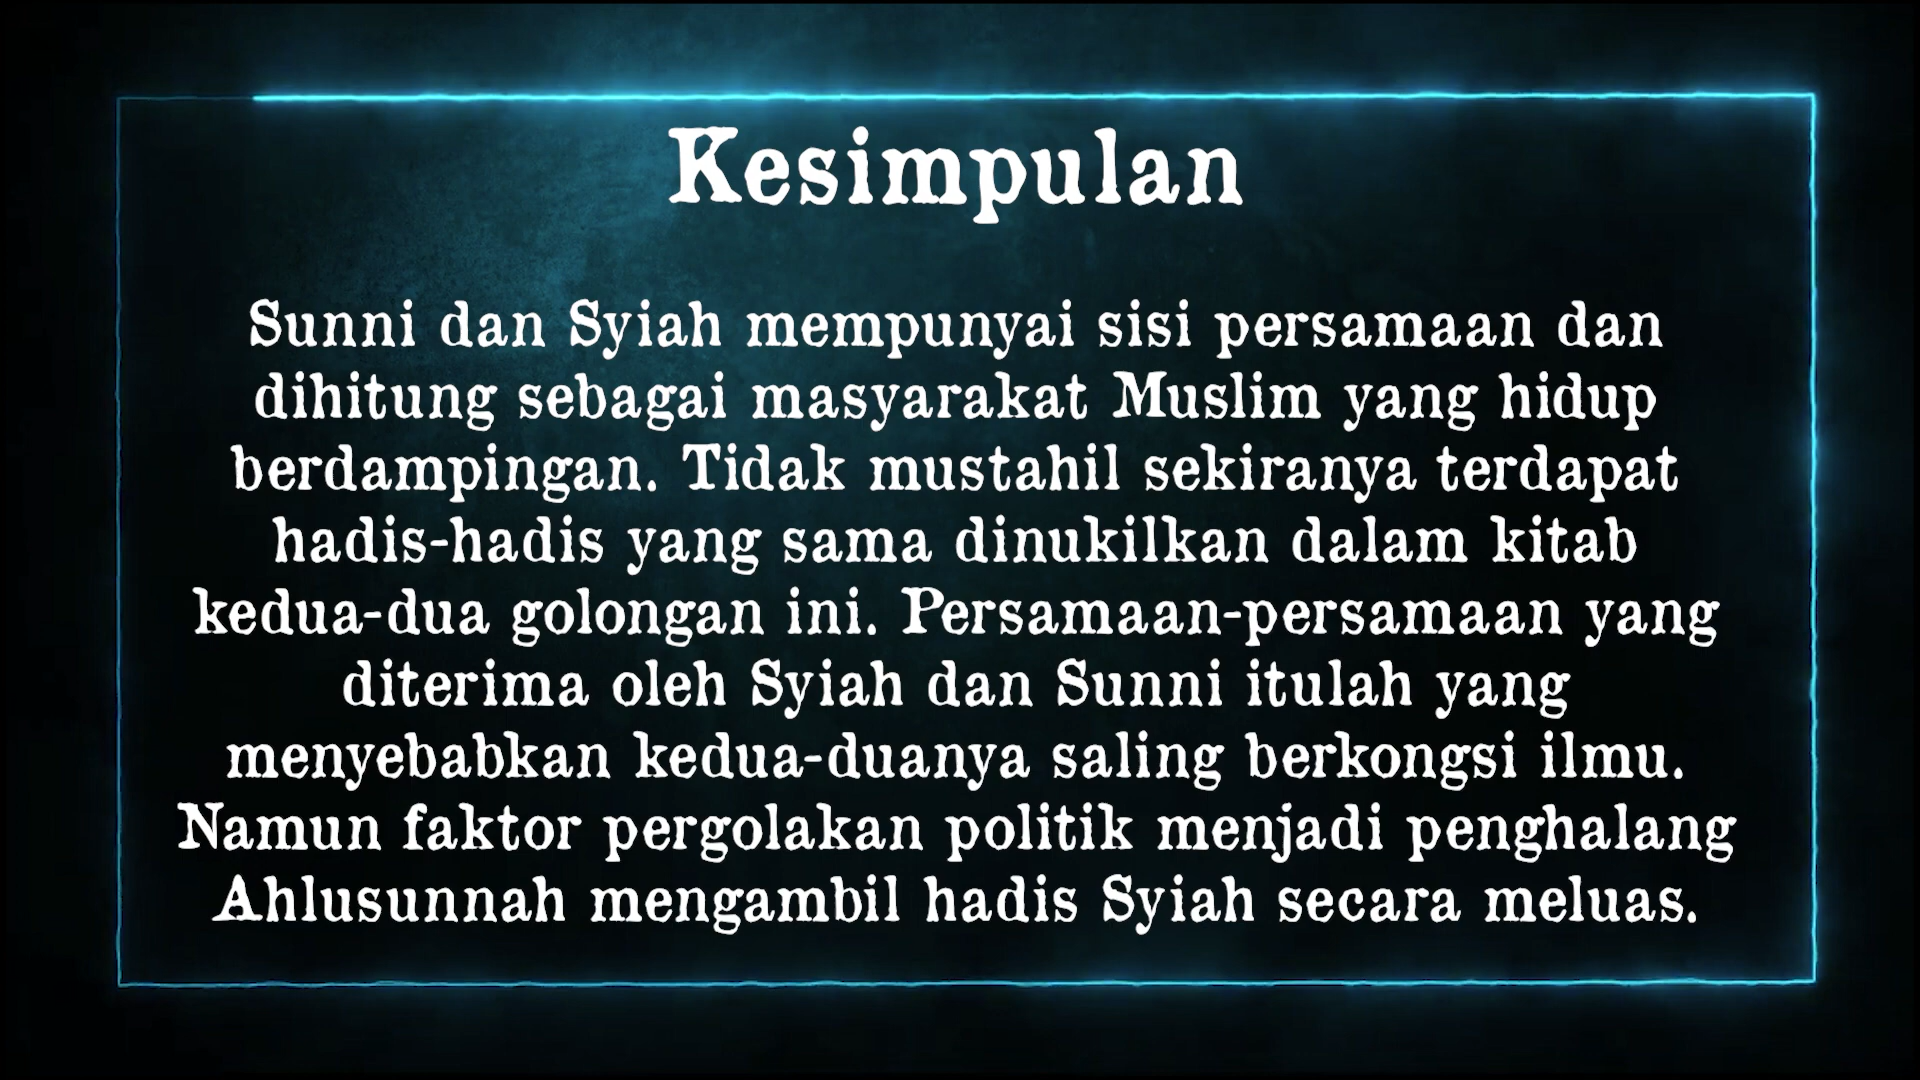 Kesimpulan
Sunni dan Syiah mempunyai sisi persamaan dan
dihitung sebagai masyarakat Muslim yang hidup
berdampingan. Tidak mustahil sekiranya terdapat
hadis-hadis yang sama dinukilkan dalam kitab
kedua-dua golongan ini. Persamaan-persamaan yang
diterima oleh Syiah dan Sunni itulah yang
menyebabkan kedua-duanya saling berkongsi ilmu.
Namun faktor pergolakan politik menjadi penghalang
Ahlusunnah mengambil hadis Syiah secara meluas.